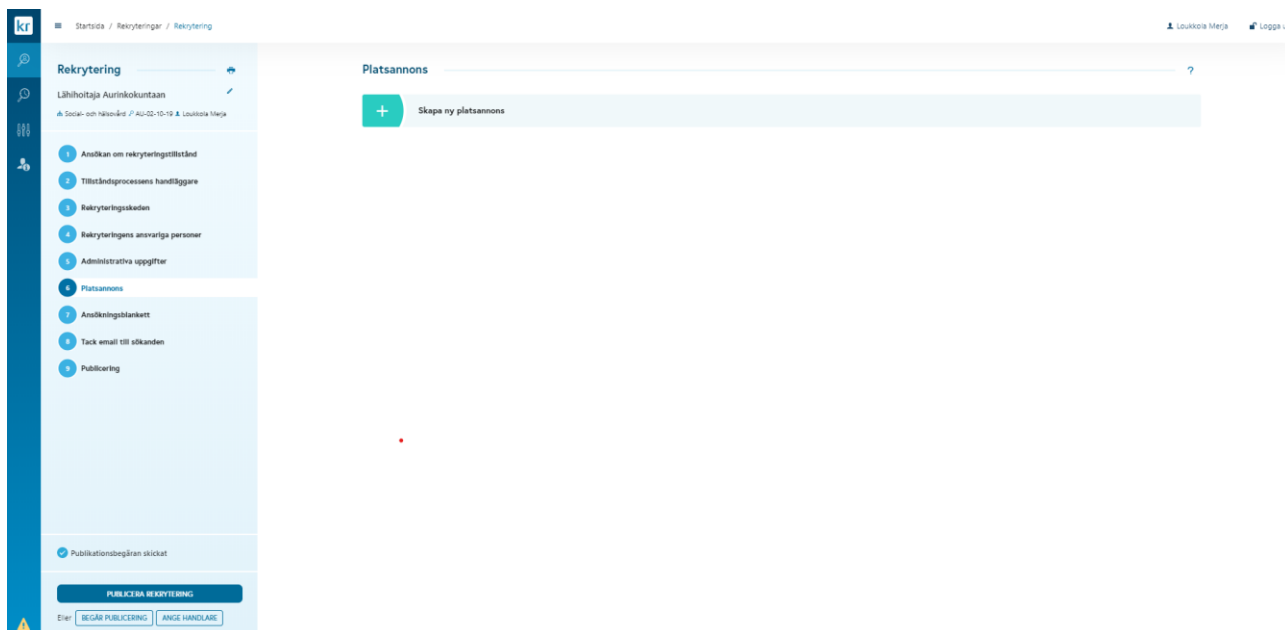 kr
Startsida / Rekryteringar / Rekrytering
Loukkola Merja
Logga u
Rekrytering
Lähihoitaja Aurinkokuntaan
Social- och hälsovård AU-02-10-19 Loukkola Merja
1 Ansökan om rekryteringstillstånd
2 Tillståndsprocessens handläggare
3 Rekryteringsskeden
4 Rekryteringens ansvariga personer
5 Administrativa uppgifter
6 Platsannons
7 Ansökningsblankett
8 Tack email till sökanden
9 Publicering
Publikationsbegäran skickat
PUBLICERA REKRYTERING
Eller BEGÄR PUBLICERING ANGE HANDLARE
Platsannons ?
+ Skapa ny platsannons